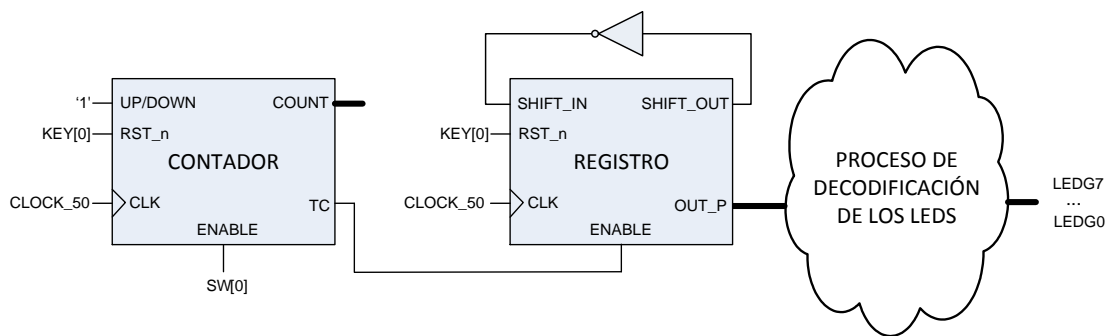 '1'
UP/DOWN
COUNT
KEY[0]
RST_n
CONTADOR
CLOCK_50
CLK
TC
ENABLE
SW[0]
SHIFT_IN
SHIFT_OUT
KEY[0]
RST_n
REGISTRO
CLOCK_50
CLK
OUT_P
ENABLE
PROCESO DE
DECODIFICACIÓN
DE LOS LEDS
LEDG7
...
LEDG0